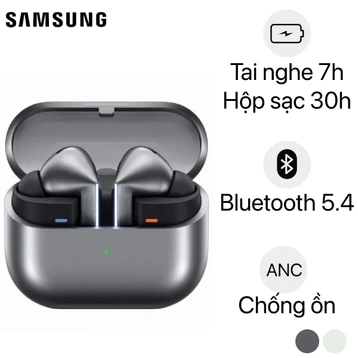 SAMSUNG
Tai nghe 7h
Hộp sạc 30h
Bluetooth 5.4
ANC
Chống ồn